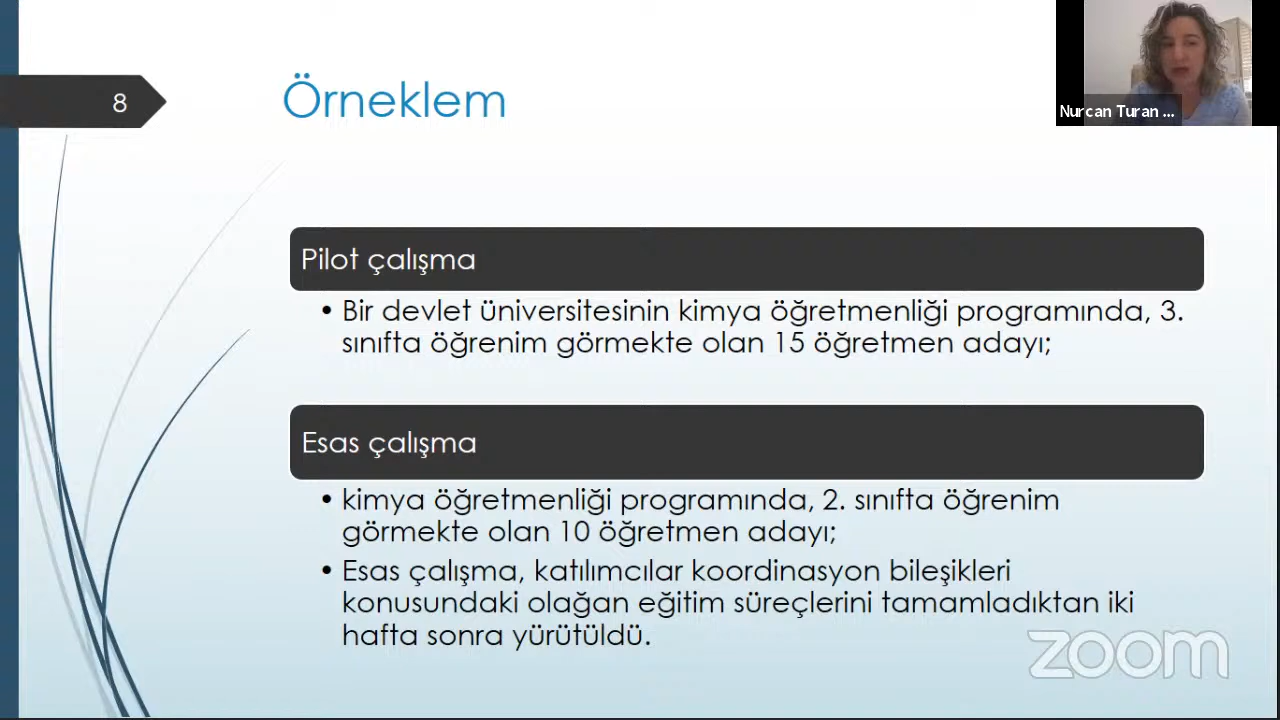 8
Örneklem
Nurcan Turan ...
Pilot çalışma
• Bir devlet üniversitesinin kimya öğretmenliği programında, 3.
sınıfta öğrenim görmekte olan 15 öğretmen adayı;
Esas çalışma
• kimya öğretmenliği programında, 2. sınıfta öğrenim
görmekte olan 10 öğretmen adayı;
• Esas çalışma, katılımcılar koordinasyon bileşikleri
konusundaki olağan eğitim süreçlerini tamamladıktan iki
hafta sonra yürütüldü.
zoom